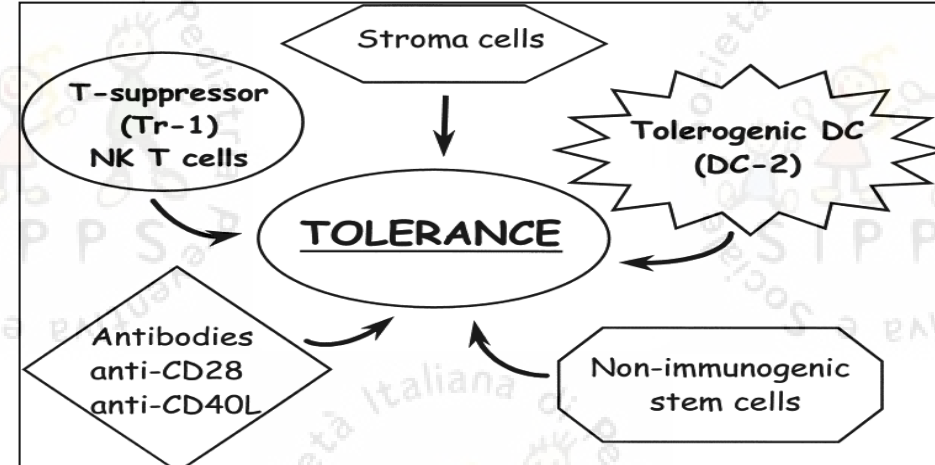 Stroma cells
T-suppressor
(Tr-1)
NK T cells
Tolerogenic DC
(DC-2)
TOLERANCE
Antibodies
anti-CD28
anti-CD40L
Non-immunogenic
stem cells